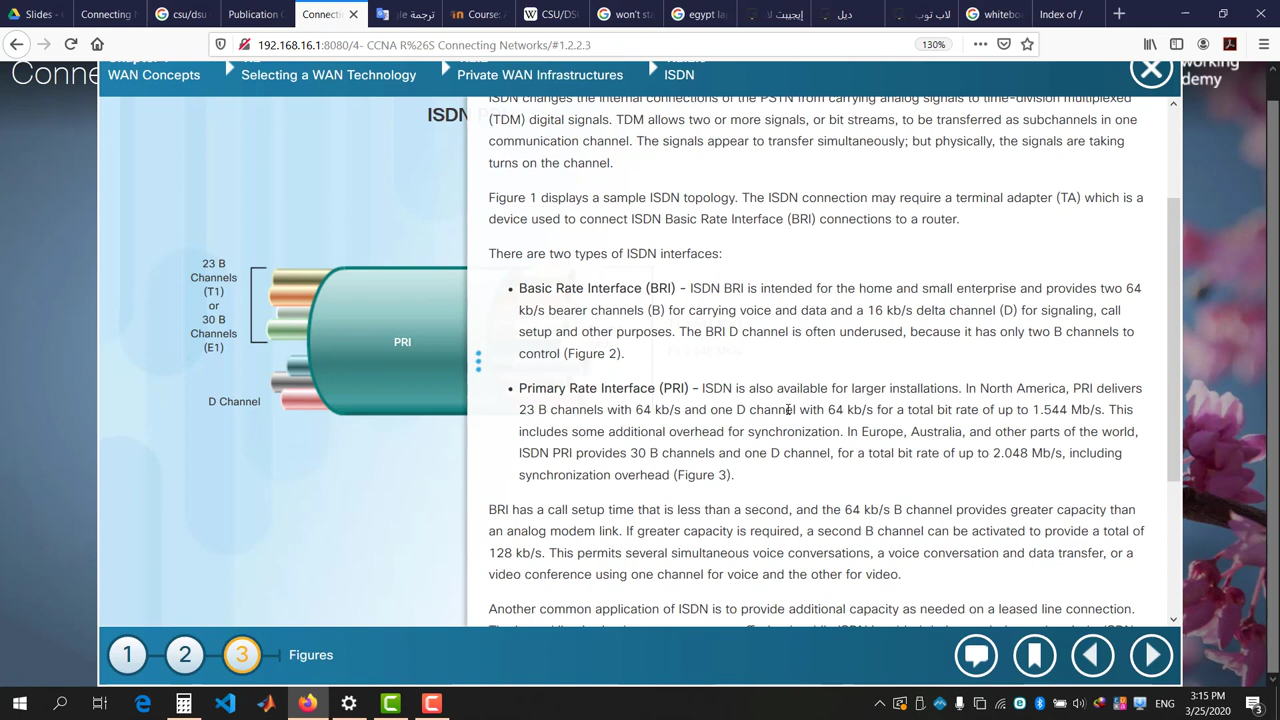 Slides - 
Connecting N
csu/dsu
Publication C
Connecti
ترجمة
Course:
CSU/DS
won't st
egypt la
إيجيبت لا
ديل
لاب توب
whitebo
Index of /
192.168.16.1:8080/4- CCNA R%26S Connecting Networks/#1.2.2.3
130%
Conne
WAN Concepts
Selecting a WAN Technology
Private WAN Infrastructures
ISDN
working
demy
ISDN
ISDN changes the internal connections of the PSTN from carrying analog signals to time-division multiplexed
(TDM) digital signals. TDM allows two or more signals, or bit streams, to be transferred as subchannels in one
communication channel. The signals appear to transfer simultaneously; but physically, the signals are taking
turns on the channel.
Figure 1 displays a sample ISDN topology. The ISDN connection may require a terminal adapter (TA) which is a
device used to connect ISDN Basic Rate Interface (BRI) connections to a router.
There are two types of ISDN interfaces:
• Basic Rate Interface (BRI) - ISDN BRI is intended for the home and small enterprise and provides two 64
kb/s bearer channels (B) for carrying voice and data and a 16 kb/s delta channel (D) for signaling, call
setup and other purposes. The BRI D channel is often underused, because it has only two B channels to
control (Figure 2).
• Primary Rate Interface (PRI) – ISDN is also available for larger installations. In North America, PRI delivers
23 B channels with 64 kb/s and one D channel with 64 kb/s for a total bit rate of up to 1.544 Mb/s. This
includes some additional overhead for synchronization. In Europe, Australia, and other parts of the world,
ISDN PRI provides 30 B channels and one D channel, for a total bit rate of up to 2.048 Mb/s, including
synchronization overhead (Figure 3).
BRI has a call setup time that is less than a second, and the 64 kb/s B channel provides greater capacity than
an analog modem link. If greater capacity is required, a second B channel can be activated to provide a total of
128 kb/s. This permits several simultaneous voice conversations, a voice conversation and data transfer, or a
video conference using one channel for voice and the other for video.
Another common application of ISDN is to provide additional capacity as needed on a leased line connection.
23 B
Channels
(T1)
or
30 B
Channels
(E1)
PRI
D Channel
1
2
3
Figures
ENG
3:15 PM
3/25/2020
3